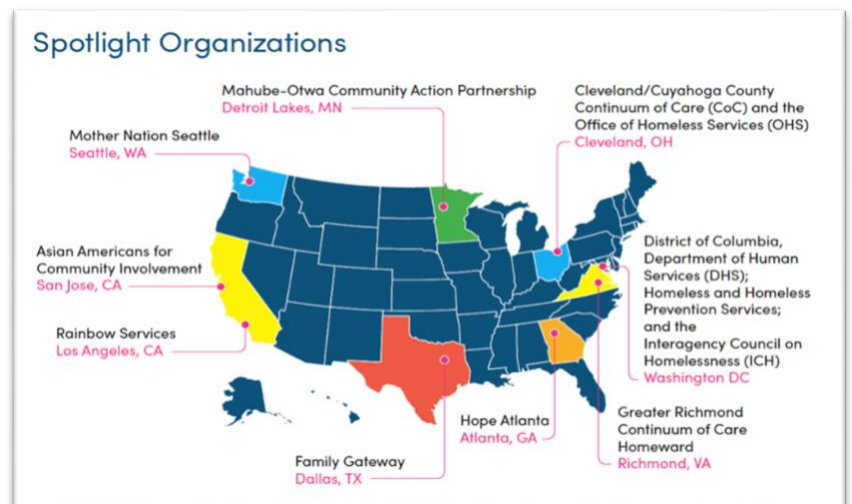 Spotlight Organizations
Mahube-Otwa Community Action Partnership
Detroit Lakes, MN
Cleveland/Cuyahoga County
Continuum of Care (CoC) and the
Office of Homeless Services (OHS)
Cleveland, OH
Mother Nation Seattle
Seattle, WA
Asian Americans for
Community Involvement
San Jose, CA
Rainbow Services
Los Angeles, CA
District of Columbia,
Department of Human
Services (DHS);
Homeless and Homeless
Prevention Services;
and the
Interagency Council on
Homelessness (ICH)
Washington DC
Hope Atlanta
Atlanta, GA
Greater Richmond
Continuum of Care
Homeward
Richmond, VA
Family Gateway
Dallas, TX